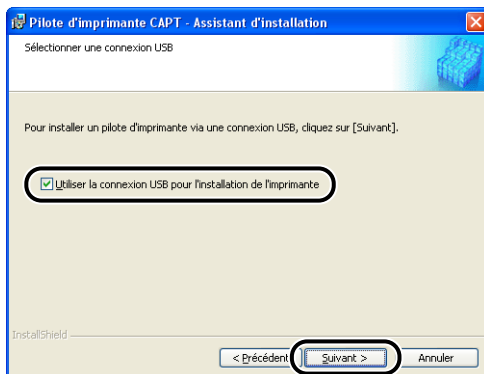 Pilote d'imprimante CAPT - Assistant d'installation
Sélectionner une connexion USB
Pour installer un pilote d'imprimante via une connexion USB, cliquez sur [Suivant].
Utiliser la connexion USB pour l'installation de l'imprimante
InstallShield
< Précédent
Suivant >
Annuler